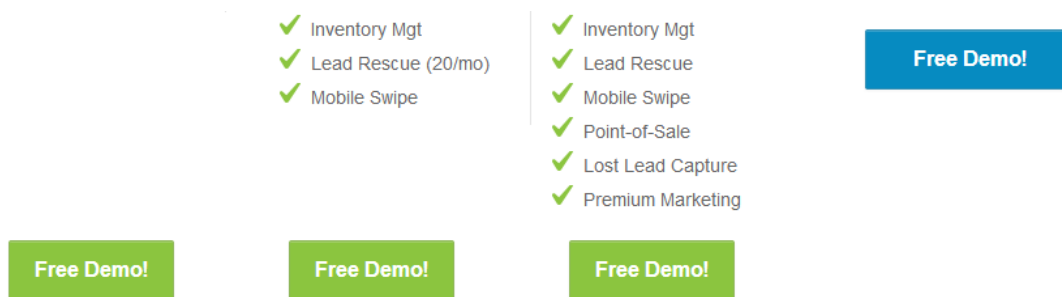 Inventory Mgt
Lead Rescue (20/mo)
Mobile Swipe
Inventory Mgt
Lead Rescue
Mobile Swipe
Point-of-Sale
Lost Lead Capture
Premium Marketing
Free Demo!
Free Demo!
Free Demo!
Free Demo!